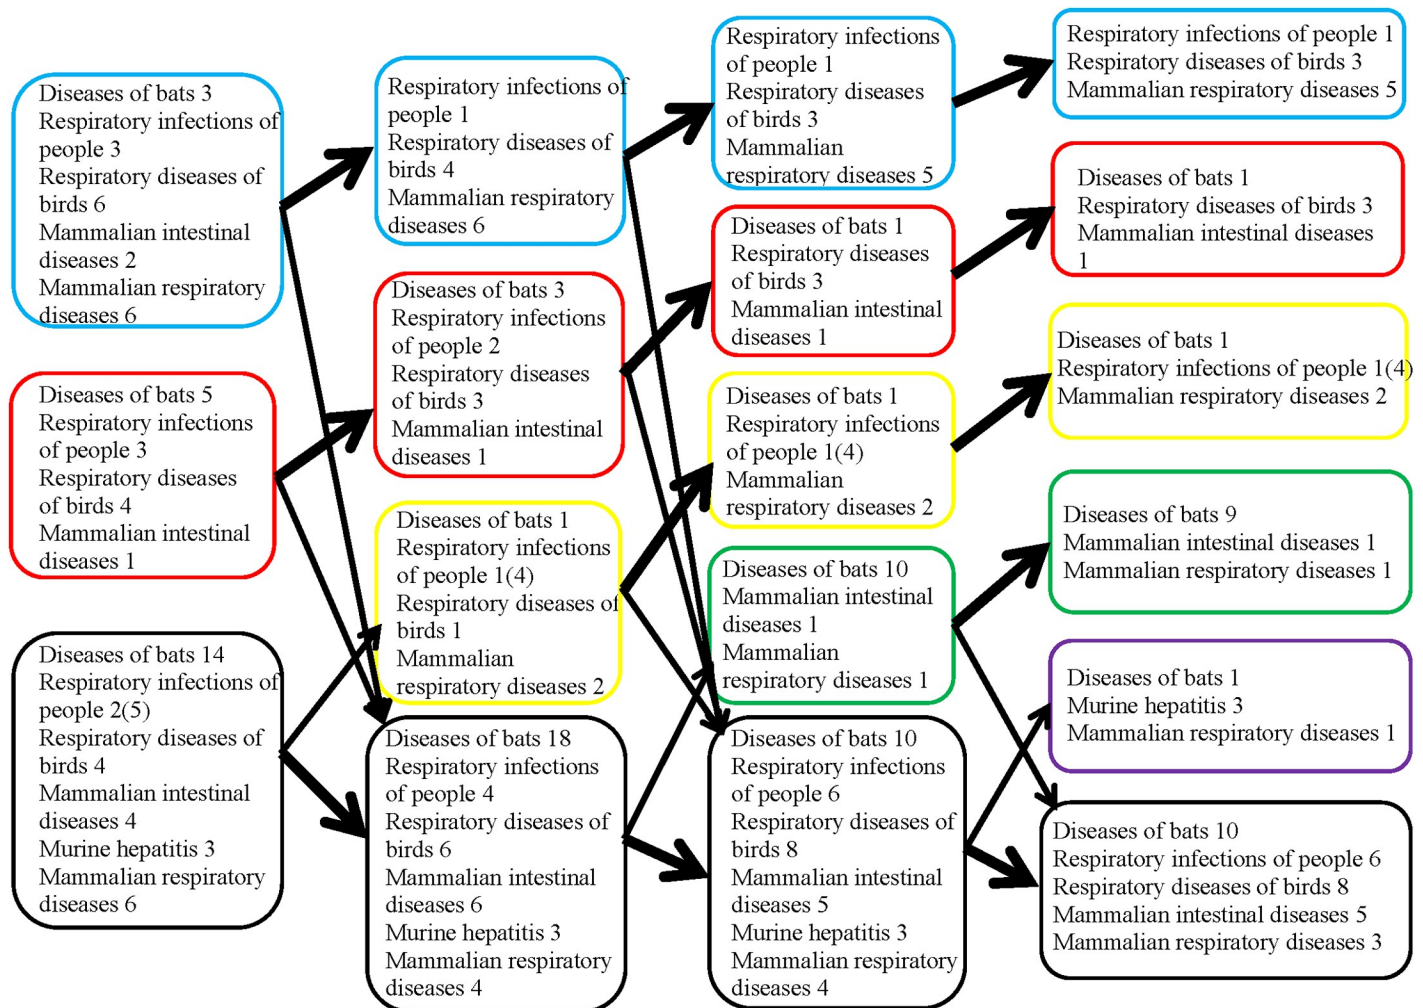 Diseases of bats 3
Respiratory infections of
people 3
Respiratory diseases of
birds 6
Mammalian intestinal
diseases 2
Mammalian respiratory
diseases 6
Diseases of bats 5
Respiratory infections
of people 3
Respiratory diseases
of birds 4
Mammalian intestinal
diseases 1
Diseases of bats 14
Respiratory infections of
people 2(5)
Respiratory diseases of
birds 4
Mammalian intestinal
diseases 4
Murine hepatitis 3
Mammalian respiratory
diseases 6
Respiratory infections of
people 1
Respiratory diseases of
birds 4
Mammalian respiratory
diseases 6
Diseases of bats 3
Respiratory infections
of people 2
Respiratory diseases
of birds 3
Mammalian intestinal
diseases 1
Diseases of bats 1
Respiratory infections
of people 1(4)
Respiratory diseases of
birds 1
Mammalian
respiratory diseases 2
Diseases of bats 18
Respiratory infections
of people 4
Respiratory diseases of
birds 6
Mammalian intestinal
diseases 6
Murine hepatitis 3
Mammalian respiratory
diseases 4
Respiratory infections
of people 1
Respiratory diseases
of birds 3
Mammalian
respiratory diseases 5
Diseases of bats 1
Respiratory diseases
of birds 3
Mammalian intestinal
diseases 1
Diseases of bats 1
Respiratory infections
of people 1(4)
Mammalian
respiratory diseases 2
Diseases of bats 10
Mammalian intestinal
diseases 1
Mammalian
respiratory diseases 1
Diseases of bats 10
Respiratory infections
of people 6
Respiratory diseases of
birds 8
Mammalian intestinal
diseases 5
Murine hepatitis 3
Mammalian respiratory
diseases 4
Respiratory infections of people 1
Respiratory diseases of birds 3
Mammalian respiratory diseases 5
Diseases of bats 1
Respiratory diseases of birds 3
Mammalian intestinal diseases
1
Diseases of bats 1
Respiratory infections of people 1(4)
Mammalian respiratory diseases 2
Diseases of bats 9
Mammalian intestinal diseases 1
Mammalian respiratory diseases 1
Diseases of bats 1
Murine hepatitis 3
Mammalian respiratory diseases 1
Diseases of bats 10
Respiratory infections of people 6
Respiratory diseases of birds 8
Mammalian intestinal diseases 5
Mammalian respiratory diseases 3